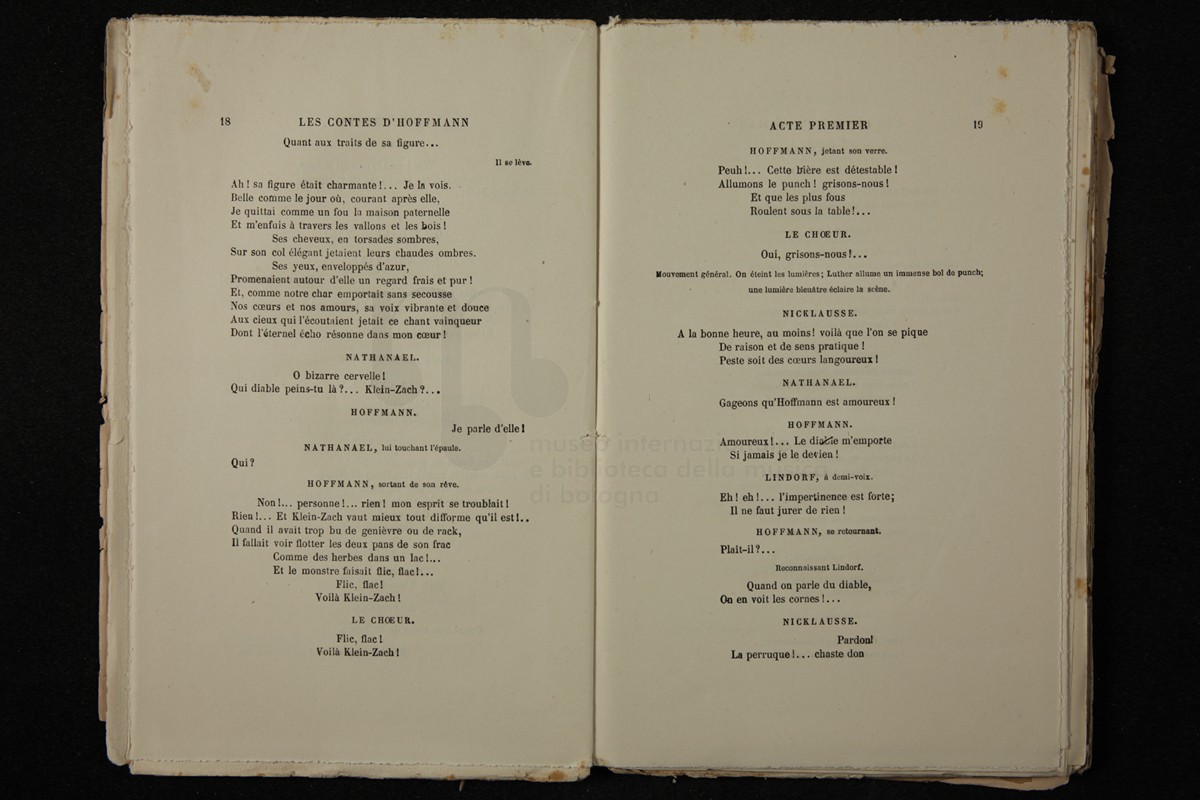 18 LES CONTES D'HOFFMANN
Quant aux traits de sa figure...
Il se lève.
Ah ! sa figure était charmante !... Je la vois.
Belle comme le jour où, courant après elle,
Je quittai comme un fou la maison paternelle
Et m'enfuis à travers les vallons et les bois !
Ses cheveux, en torsades sombres,
Sur son col élégant jetaient leurs chaudes ombres.
Ses yeux, enveloppés d'azur,
Promenaient autour d'elle un regard frais et pur !
Et, comme notre char emportait sans secousse
Nos cœurs et nos amours, sa voix vibrante et douce
Aux cieux qui l'écoutaient jetait ce chant vainqueur
Dont l'éternel écho résonne dans mon cœur !
NATHANAEL.
O bizarre cervelle !
Qui diable peins-tu là ?... Klein-Zach ?...
HOFFMANN.
Je parle d'elle !
NATHANAEL, lui touchant l'épaule.
Qui ?
HOFFMANN, sortant de son rêve.
Non !... personne !... rien ! mon esprit se troublait !
Rien !... Et Klein-Zach vaut mieux tout difforme qu'il est !..
Quand il avait trop bu de genièvre ou de rack,
Il fallait voir flotter les deux pans de son frac
Comme des herbes dans un lac !...
Et le monstre faisait flic, flac !...
Flic, flac !
Voilà Klein-Zach !
LE CHŒUR.
Flic, flac !
Voilà Klein-Zach !
ACTE PREMIER 19
HOFFMANN, jetant son verre.
Peuh !... Cette bière est détestable !
Allumons le punch ! grisons-nous !
Et que les plus fous
Roulent sous la table !...
LE CHŒUR.
Oui, grisons-nous !...
Mouvement général. On éteint les lumières; Luther allume un immense bol de punch;
une lumière bleuâtre éclaire la scène.
NICKLAUSSE.
A la bonne heure, au moins ! voilà que l'on se pique
De raison et de sens pratique !
Peste soit des cœurs langoureux !
NATHANAEL.
Gageons qu'Hoffmann est amoureux !
HOFFMANN.
Amoureux !... Le diable m'emporte
Si jamais je le deviens !
LINDORF, à demi-voix.
Eh ! eh !... l'impertinence est forte;
Il ne faut jurer de rien !
HOFFMANN, se retournant.
Plaît-il ?...
Reconnaissant Lindorf.
Quand on parle du diable,
On en voit les cornes !...
NICKLAUSSE.
Pardon !
La perruque !... chaste don
museo internazi
e biblioteca della musica
di bologna